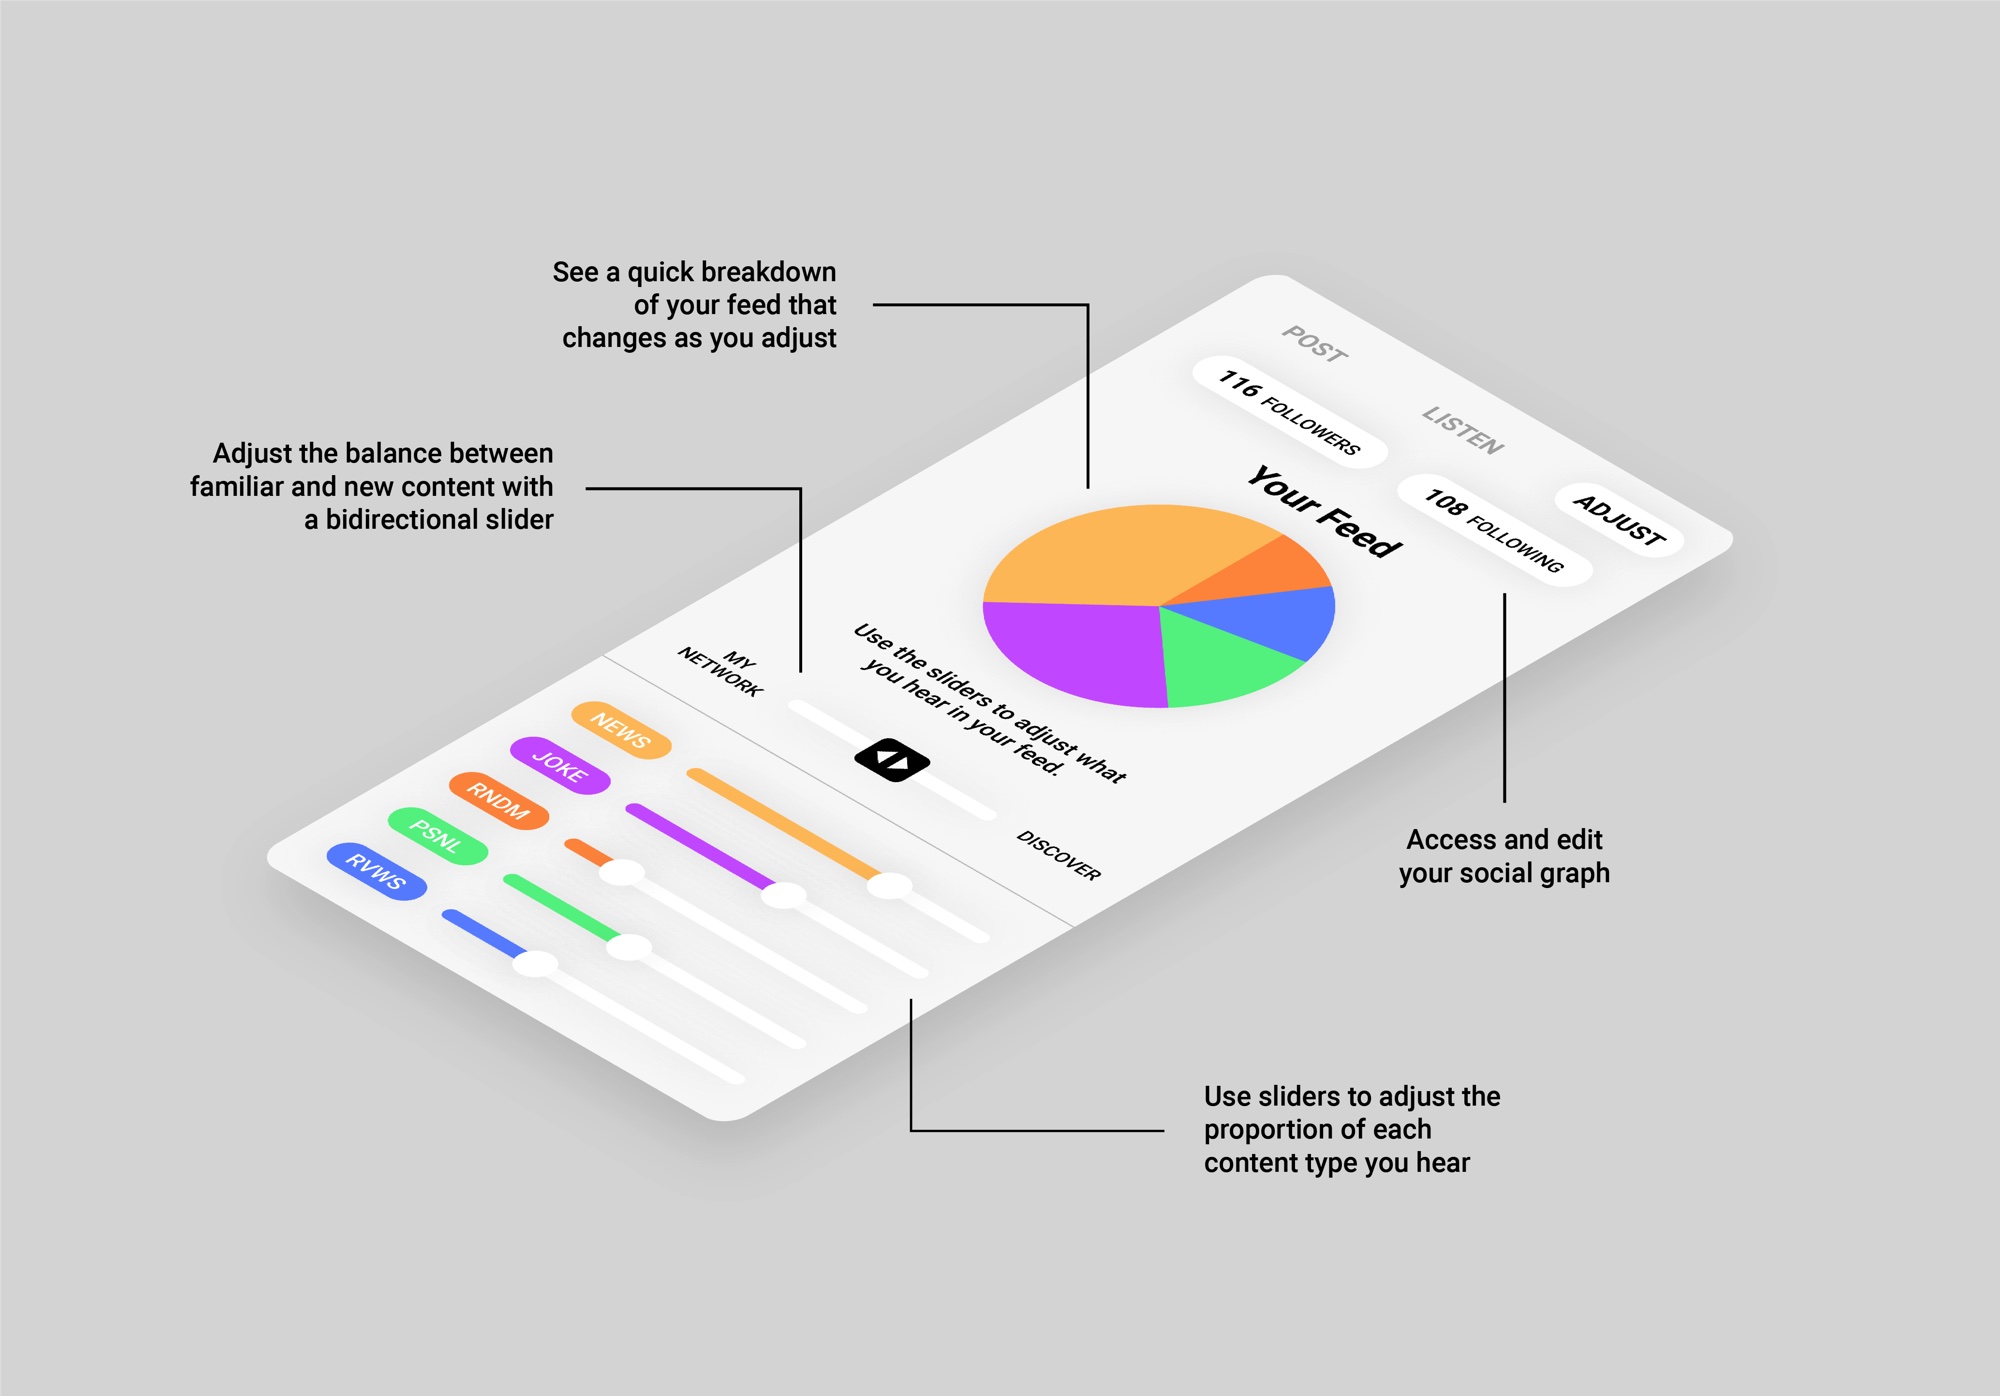 See a quick breakdown
of your feed that
changes as you adjust
Adjust the balance between
familiar and new content with
a bidirectional slider
POST
LISTEN
ADJUST
116 FOLLOWERS
108 FOLLOWING
Your Feed
Use the sliders to adjust what
you hear in your feed.
MY
NETWORK
DISCOVER
NEWS
JOKE
RNDM
PSNL
RVWS
Access and edit
your social graph
Use sliders to adjust the
proportion of each
content type you hear